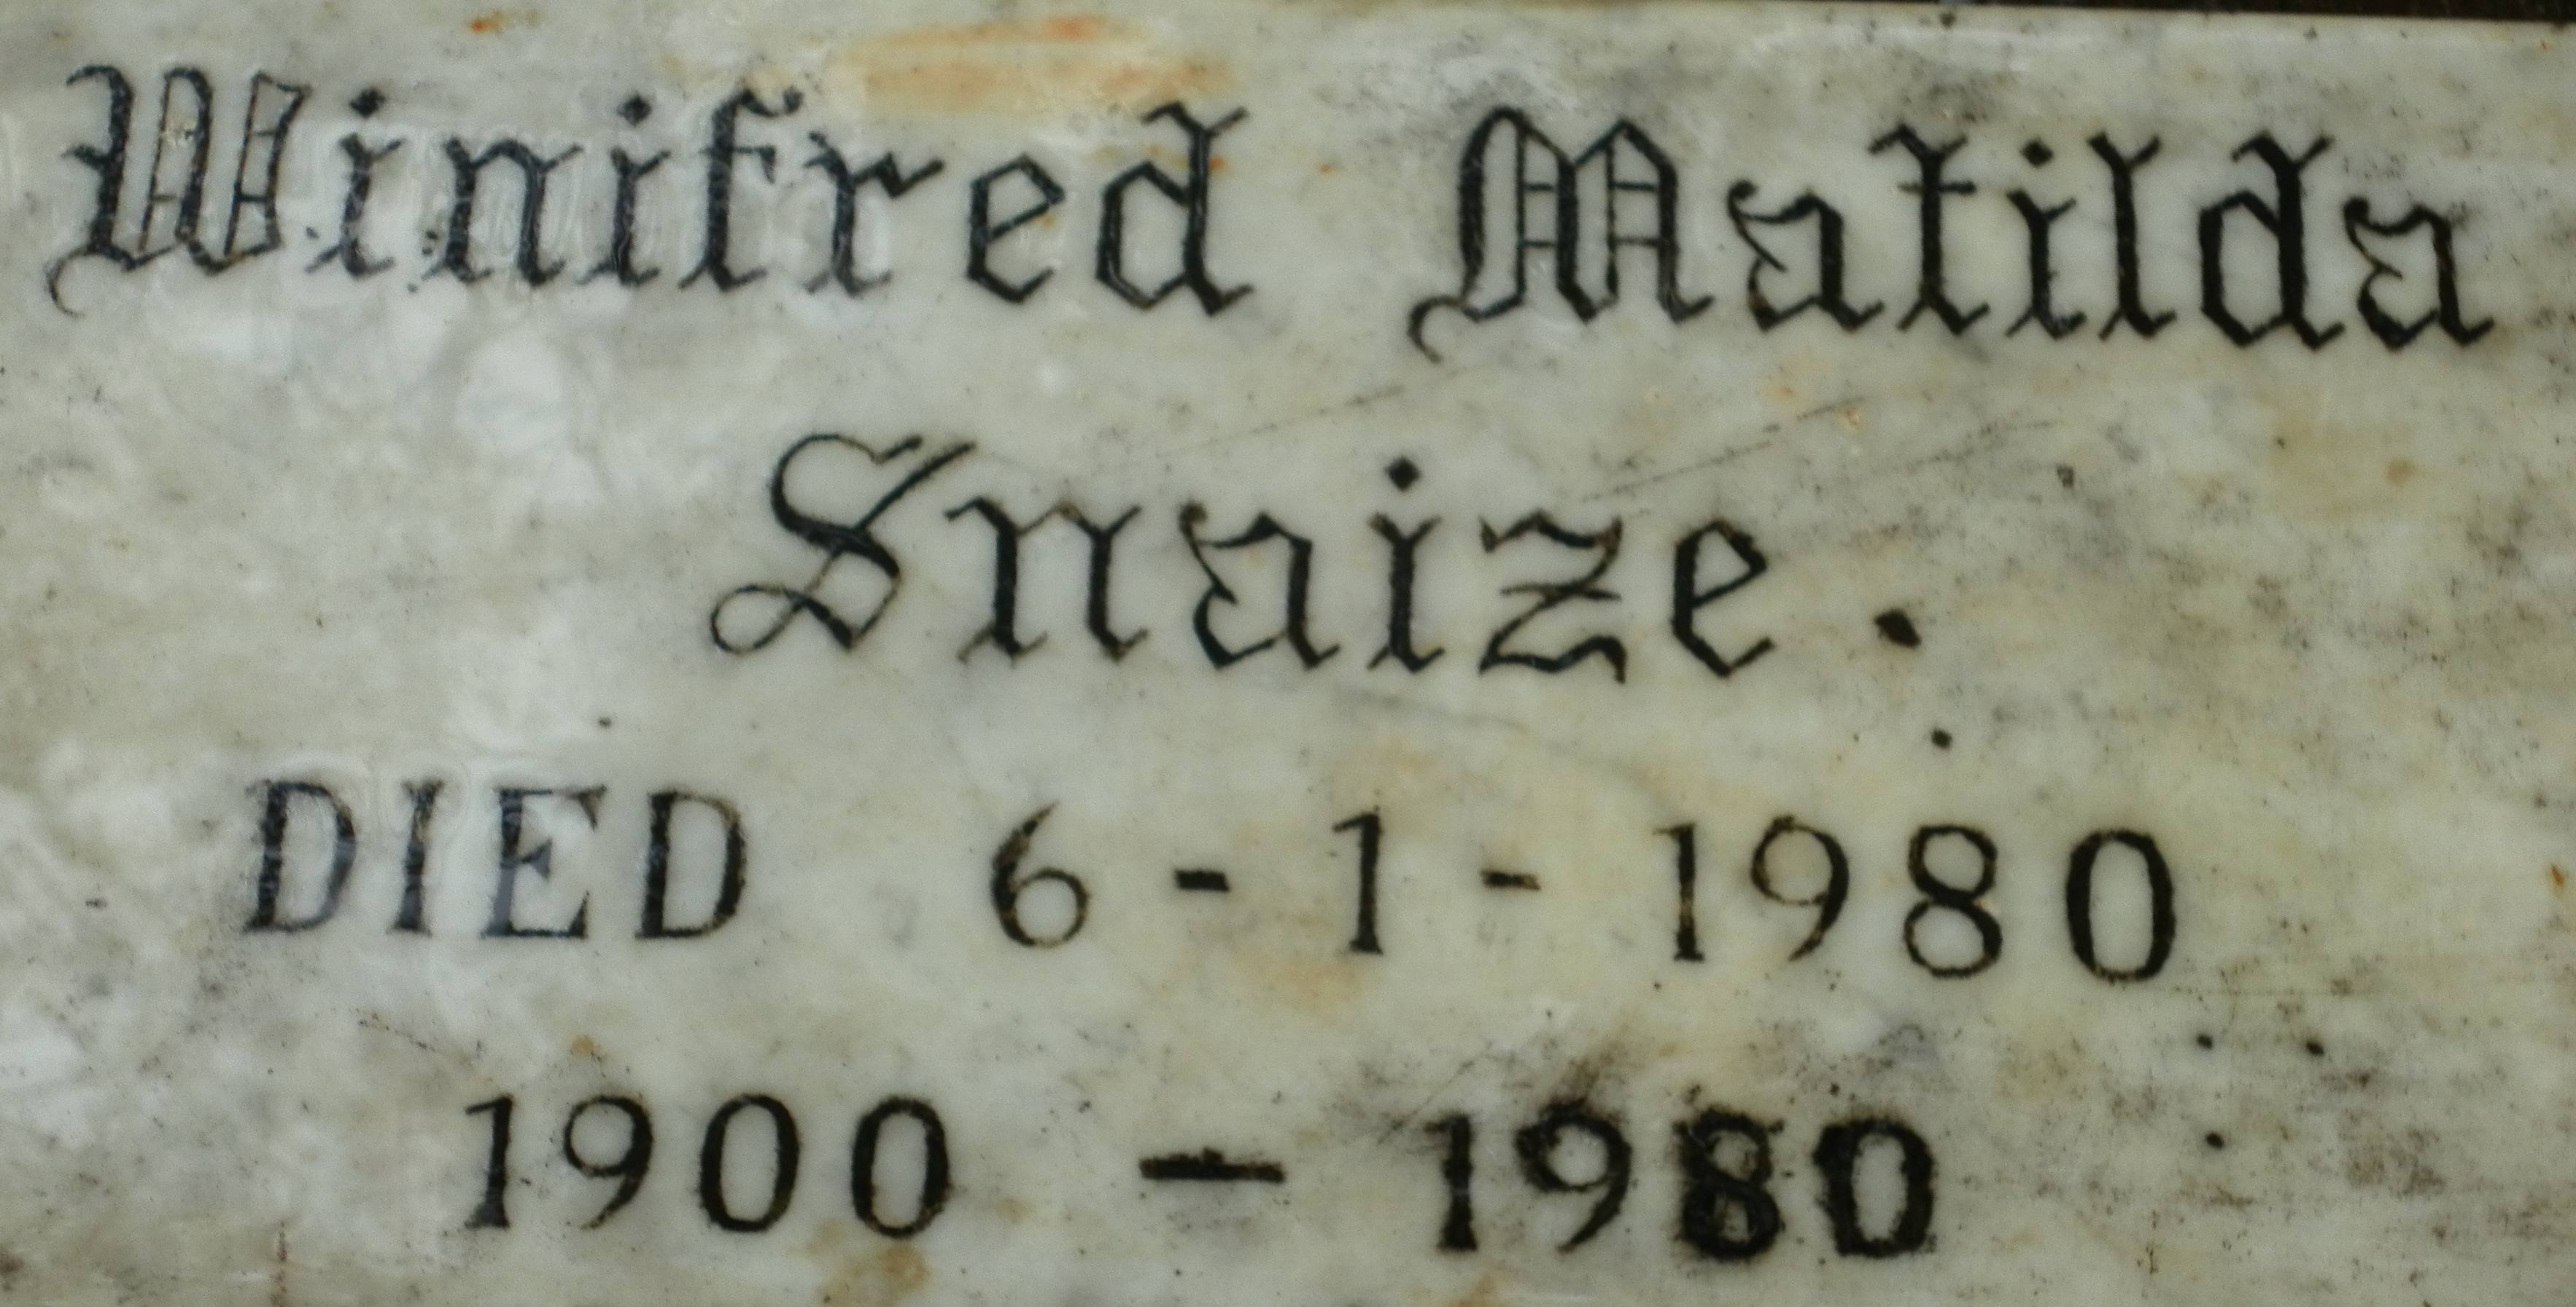 Winifred Matilda
Snaize.
DIED 6-1-1980
1900 — 1980